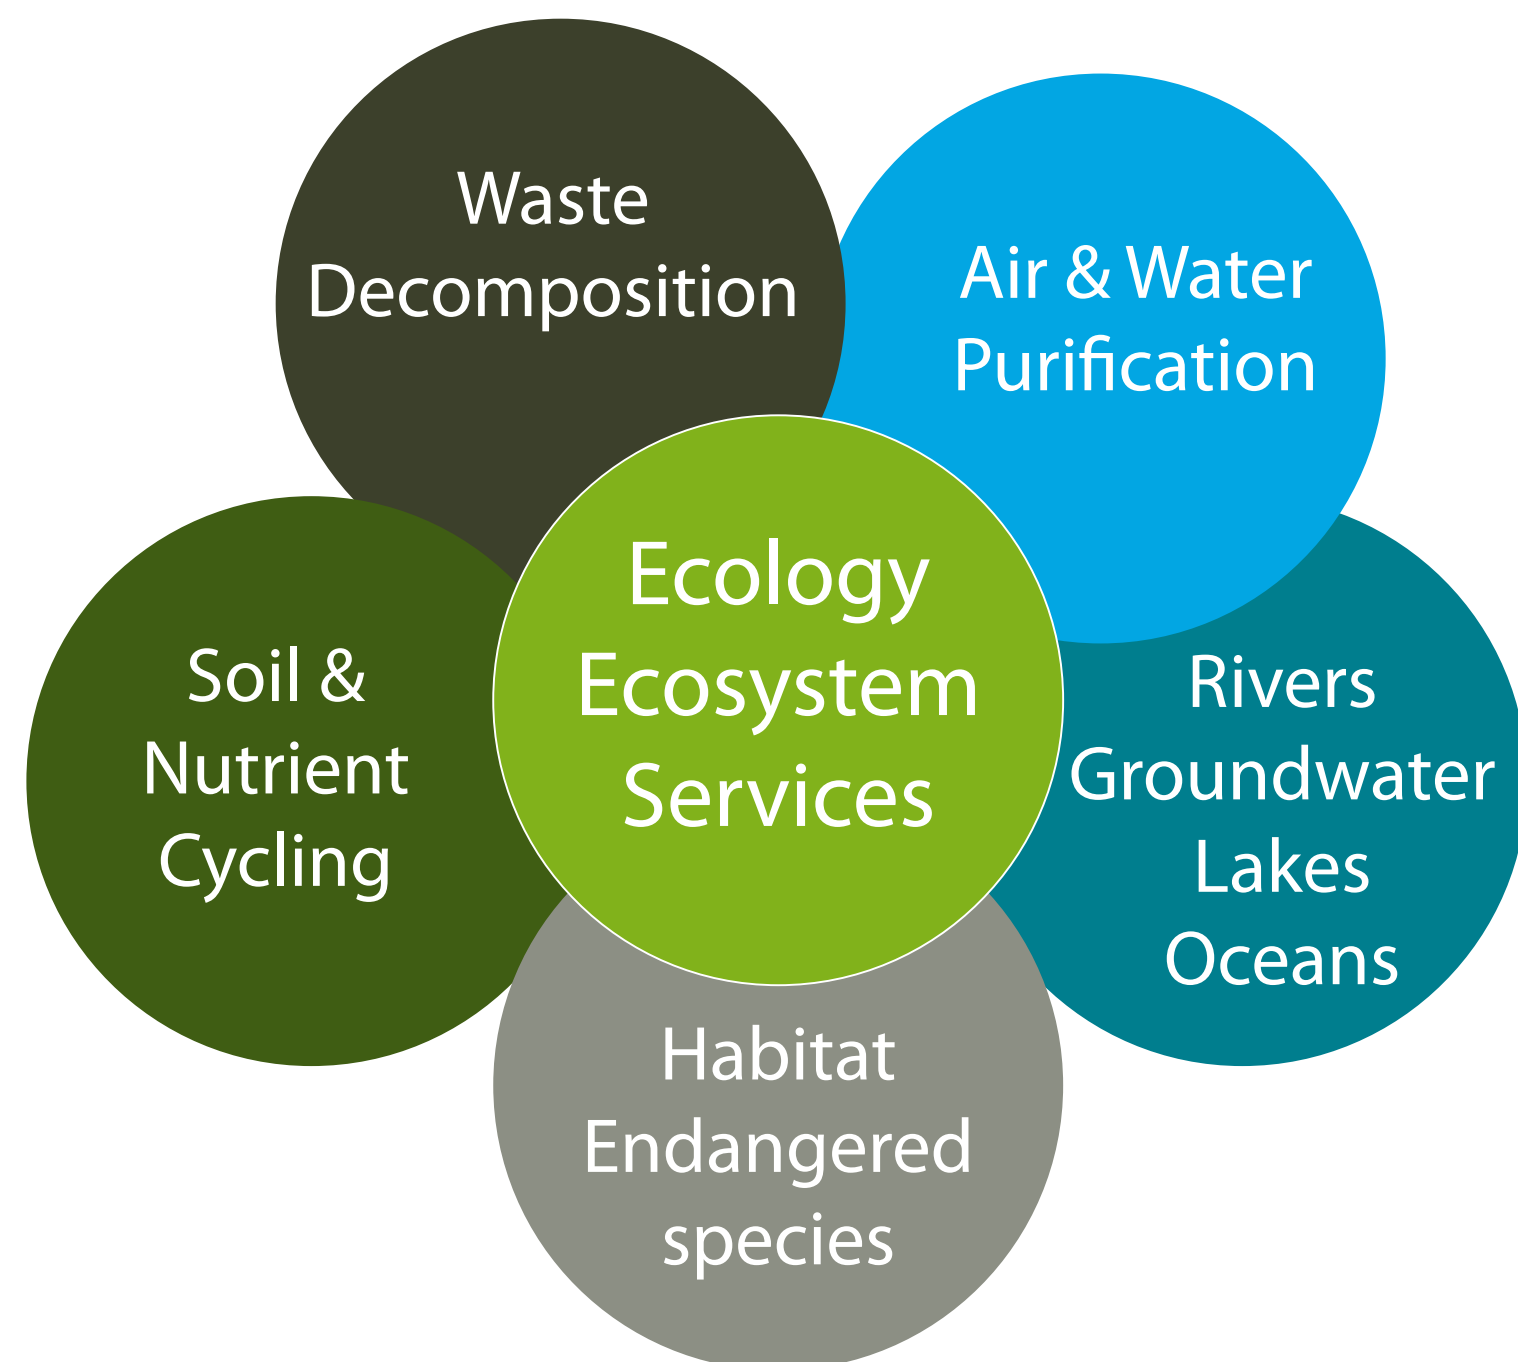 Waste
Decomposition
Air & Water
Purification
Ecology
Ecosystem
Services
Soil &
Nutrient
Cycling
Rivers
Groundwater
Lakes
Oceans
Habitat
Endangered
species